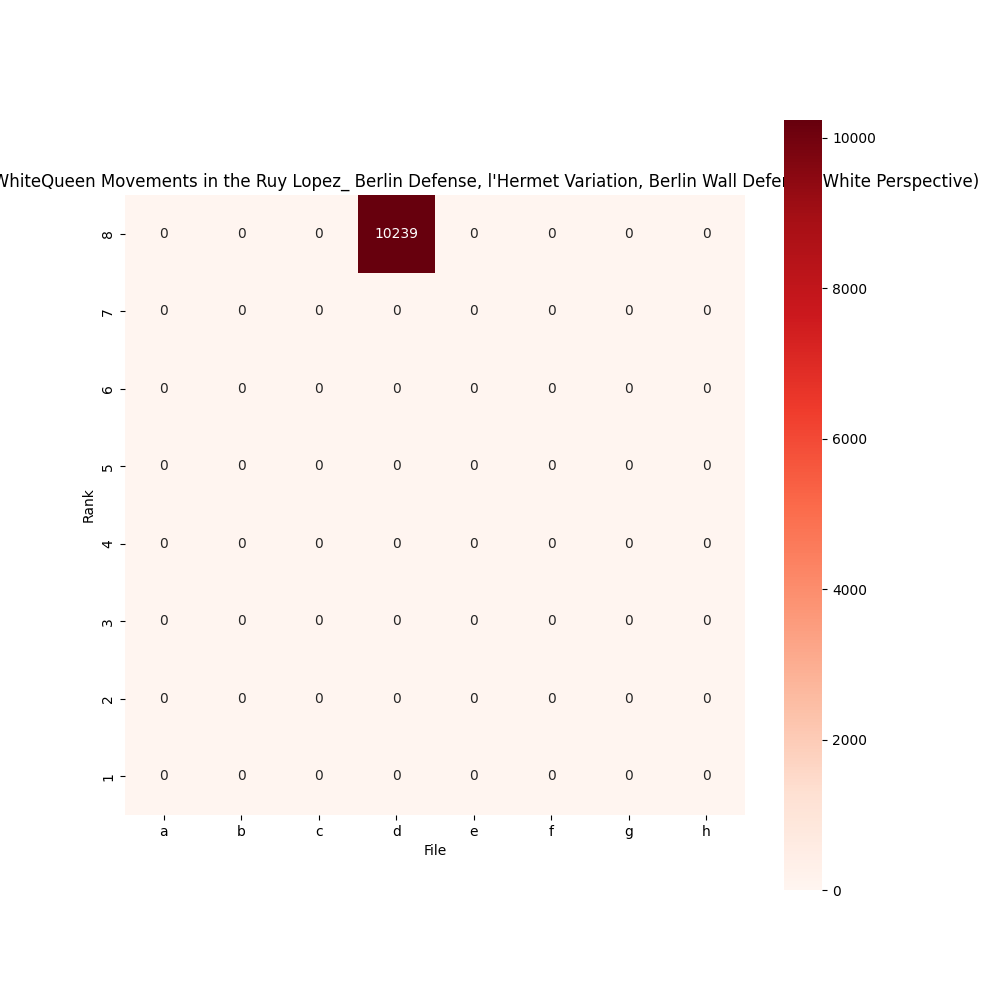 WhiteQueen Movements in the Ruy Lopez_ Berlin Defense, l'Hermet Variation, Berlin Wall Defen White Perspective)
8 0 0 0 10239 0 0 0 0
7 0 0 0 0 0 0 0 0
6 0 0 0 0 0 0 0 0
5 0 0 0 0 0 0 0 0
4 0 0 0 0 0 0 0 0
3 0 0 0 0 0 0 0 0
2 0 0 0 0 0 0 0 0
1 0 0 0 0 0 0 0 0
Rank
a b c d e f g h
File
10000
8000
6000
4000
2000
0